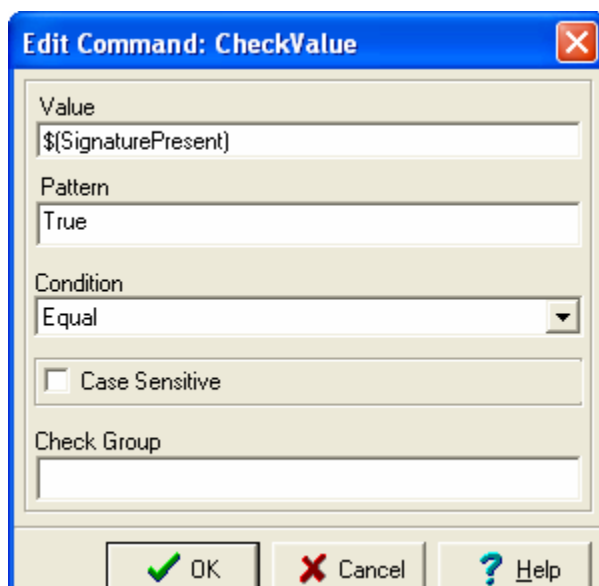 Edit Command: CheckValue
Value
$(SignaturePresent)
Pattern
True
Condition
Equal
Case Sensitive
Check Group
OK Cancel Help